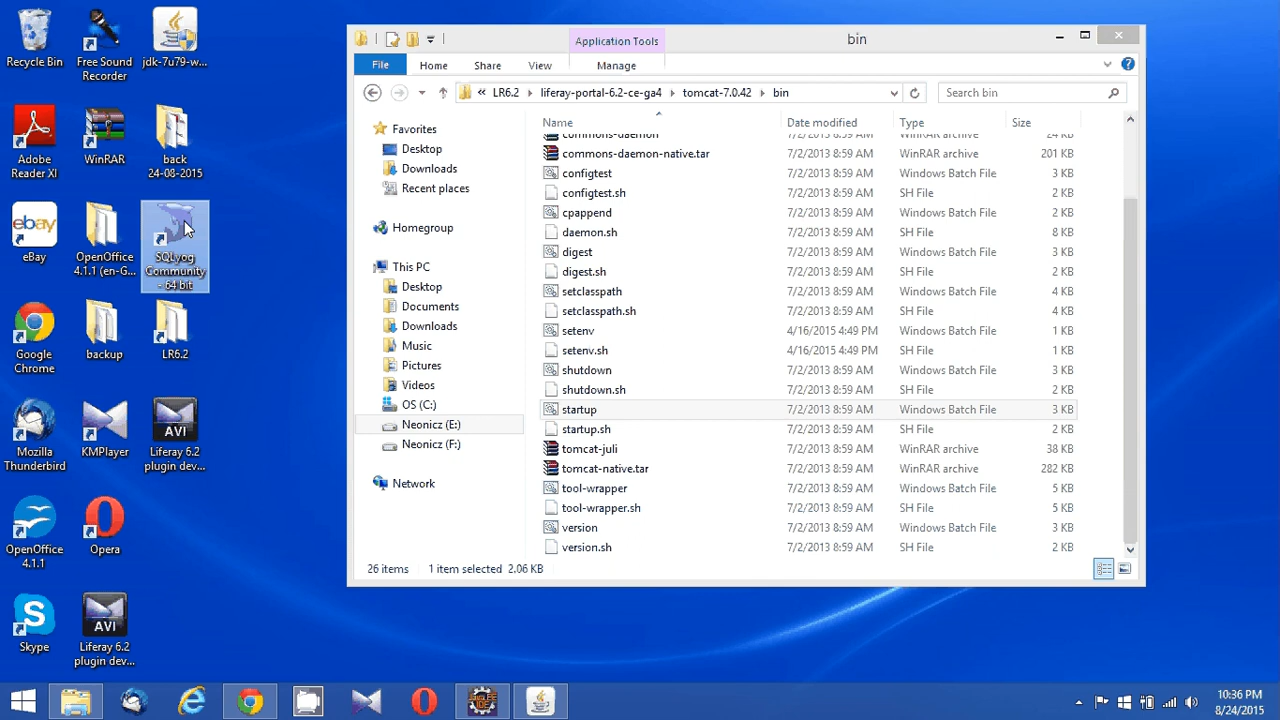 Recycle Bin
Free Sound
Recorder
jdk-7u79-w...
Adobe
Reader XI
WinRAR
back
24-08-2015
ebay
eBay
OpenOffice
4.1.1 (en-G...
SQLyog
Community
- 64 bit
Google
Chrome
backup
LR6.2
Mozilla
Thunderbird
KMPlayer
AVI
Liferay 6.2
plugin dev...
OpenOffice
4.1.1
Opera
Skype
AVI
Liferay 6.2
plugin dev...
Application Tools
bin
File
Home
Share
View
Manage
« LR6.2
liferay-portal-6.2-ce-ga4
tomcat-7.0.42
bin
Search bin
Favorites
Desktop
Downloads
Recent places
Homegroup
This PC
Desktop
Documents
Downloads
Music
Pictures
Videos
OS (C:)
Neonicz (E:)
Neonicz (F:)
Network
Name Date modified Type Size
commons-daemon 7/2/2013 8:59 AM WinRAR archive 24 KB
commons-daemon-native.tar 7/2/2013 8:59 AM WinRAR archive 201 KB
configtest 7/2/2013 8:59 AM Windows Batch File 3 KB
configtest.sh 7/2/2013 8:59 AM SH File 2 KB
cpappend 7/2/2013 8:59 AM Windows Batch File 2 KB
daemon.sh 7/2/2013 8:59 AM SH File 8 KB
digest 7/2/2013 8:59 AM Windows Batch File 3 KB
digest.sh 7/2/2013 8:59 AM SH File 2 KB
setclasspath 7/2/2013 8:59 AM Windows Batch File 4 KB
setclasspath.sh 7/2/2013 8:59 AM SH File 4 KB
setenv 4/16/2015 4:49 PM Windows Batch File 1 KB
setenv.sh 4/16/2015 4:49 PM SH File 1 KB
shutdown 7/2/2013 8:59 AM Windows Batch File 3 KB
shutdown.sh 7/2/2013 8:59 AM SH File 2 KB
startup 7/2/2013 8:59 AM Windows Batch File 3 KB
startup.sh 7/2/2013 8:59 AM SH File 2 KB
tomcat-juli 7/2/2013 8:59 AM WinRAR archive 38 KB
tomcat-native.tar 7/2/2013 8:59 AM WinRAR archive 282 KB
tool-wrapper 7/2/2013 8:59 AM Windows Batch File 5 KB
tool-wrapper.sh 7/2/2013 8:59 AM SH File 5 KB
version 7/2/2013 8:59 AM Windows Batch File 3 KB
version.sh 7/2/2013 8:59 AM SH File 2 KB
26 items 1 item selected 2.06 KB
10:36 PM
8/24/2015